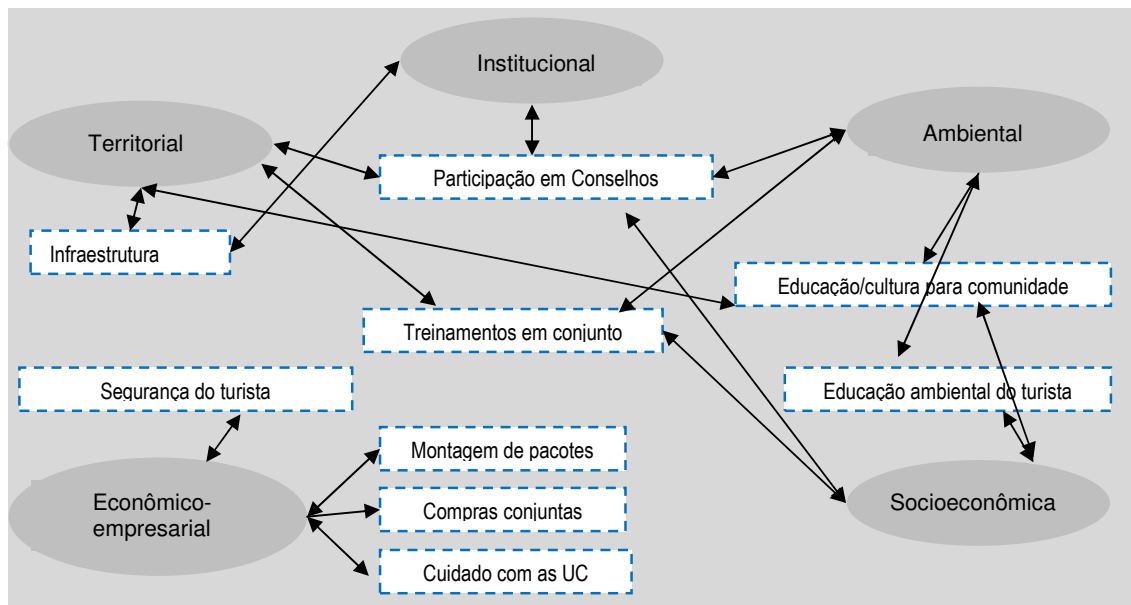 Institucional
Territorial
Ambiental
Participação em Conselhos
Infraestrutura
Educação/cultura para comunidade
Treinamentos em conjunto
Segurança do turista
Educação ambiental do turista
Montagem de pacotes
Econômico-
empresarial
Compras conjuntas
Socioeconômica
Cuidado com as UC